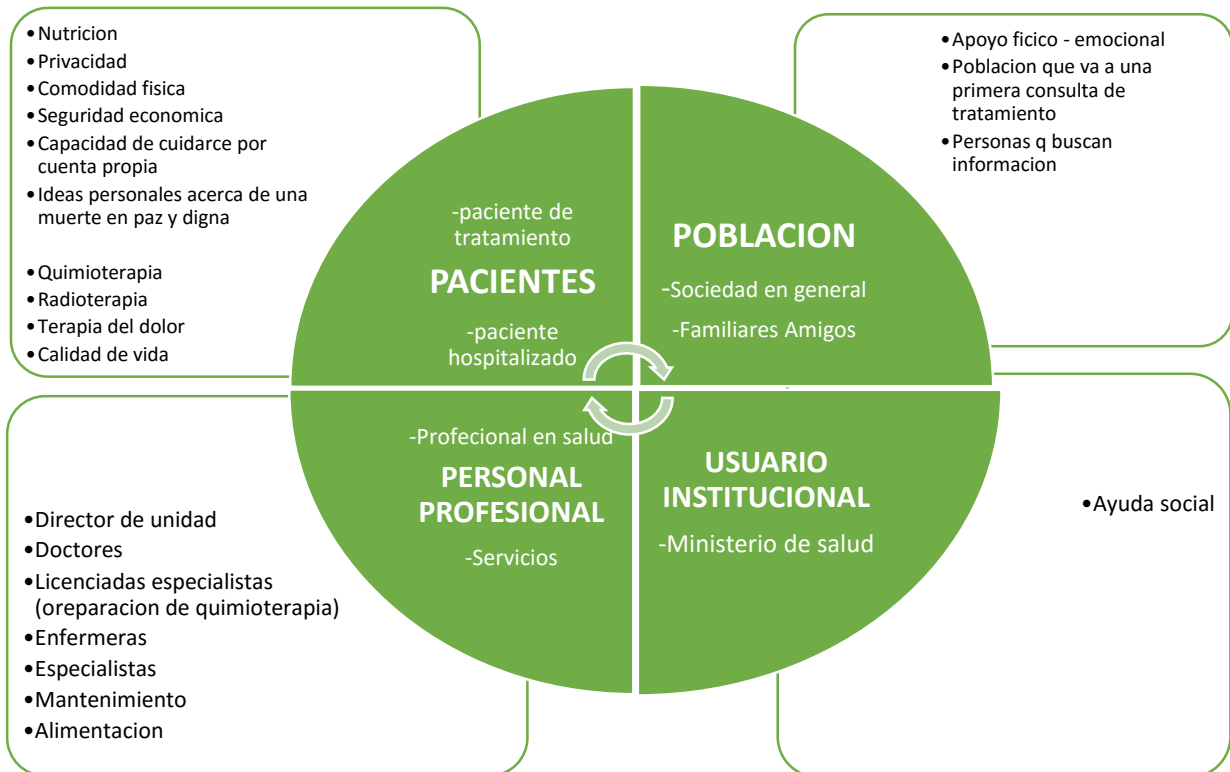 •Nutricion
•Privacidad
•Comodidad fisica
•Seguridad economica
•Capacidad de cuidarce por
cuenta propia
•Ideas personales acerca de una
muerte en paz y digna
•Quimioterapia
•Radioterapia
•Terapia del dolor
•Calidad de vida
•Apoyo ficico - emocional
•Poblacion que va a una
primera consulta de
tratamiento
•Personas q buscan
informacion
-paciente de
tratamiento
PACIENTES
-paciente
hospitalizado
POBLACION
-Sociedad en general
-Familiares Amigos
-Profecional en salud
PERSONAL
PROFESIONAL
-Servicios
USUARIO
INSTITUCIONAL
-Ministerio de salud
•Director de unidad
•Doctores
•Licenciadas especialistas
(oreparacion de quimioterapia)
•Enfermeras
•Especialistas
•Mantenimiento
•Alimentacion
•Ayuda social